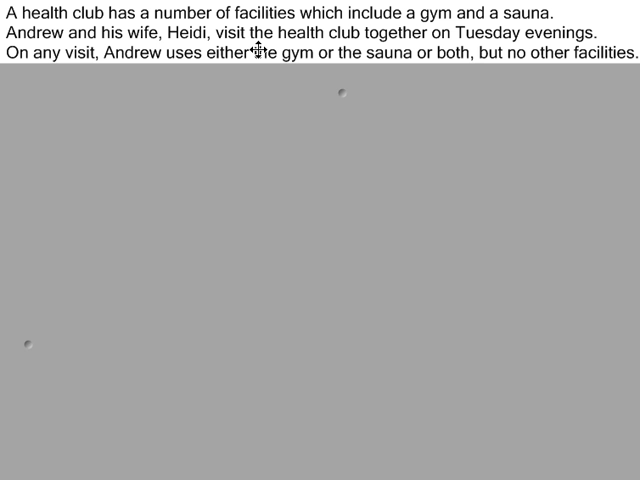 A health club has a number of facilities which include a gym and a sauna.
Andrew and his wife, Heidi, visit the health club together on Tuesday evenings.
On any visit, Andrew uses either the gym or the sauna or both, but no other facilities.